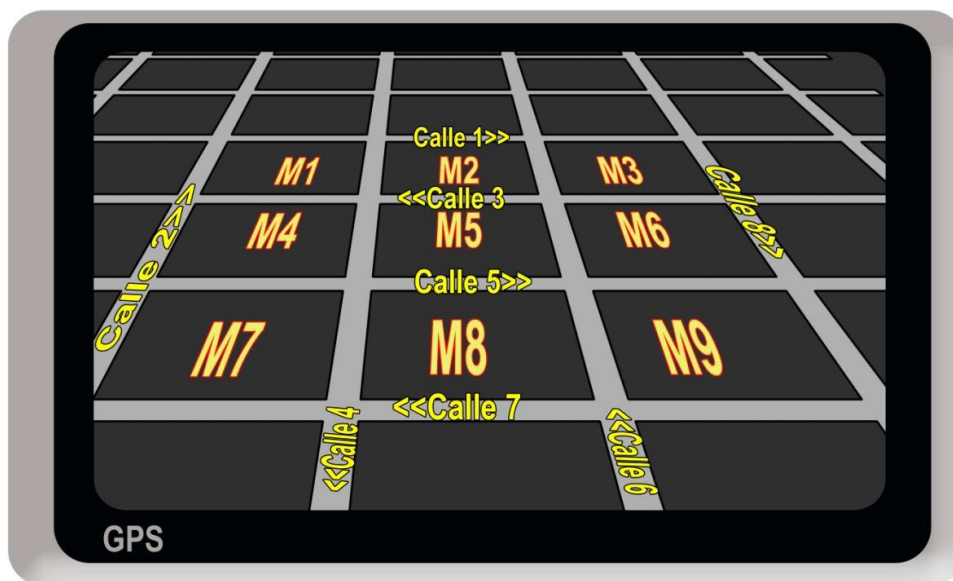 Calle 1>>
M1 M2 M3
<<Calle 3
Calle 2>>>
M4 M5 M6
Calle 8>>
Calle 5>>
M7 M8 M9
<<Calle 7
<<Calle 4
<<Calle 6
GPS